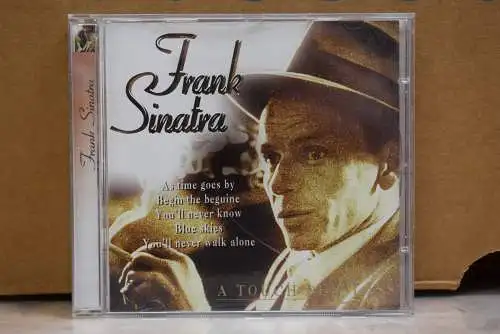 Frank Sinatra
Frank
Sinatra
As time goes by
Begin the beguine
You'll never know
Blue skies
You'll never walk alone
A TOUCH